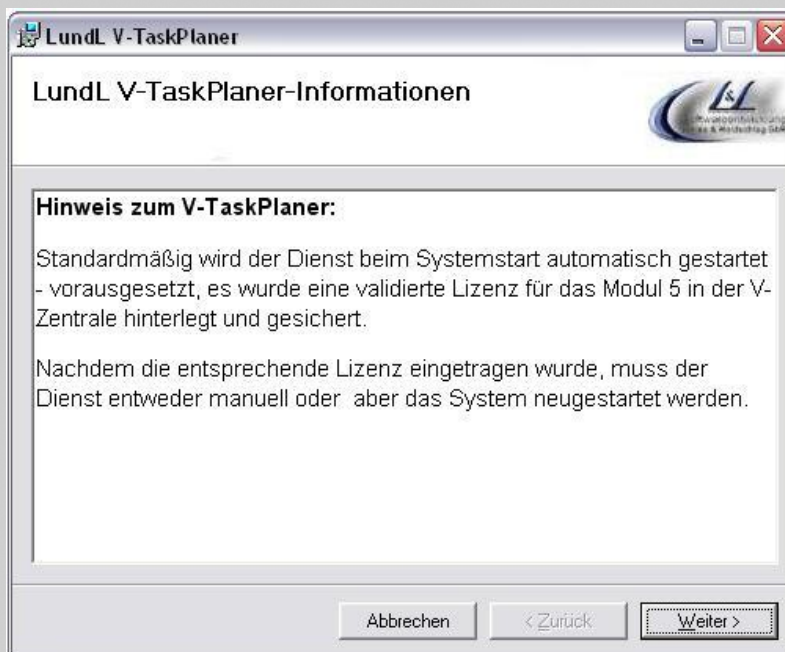 LundL V-TaskPlaner
LundL V-TaskPlaner-Informationen
L&L
Hinweis zum V-TaskPlaner:
Standardmäßig wird der Dienst beim Systemstart automatisch gestartet
- vorausgesetzt, es wurde eine validierte Lizenz für das Modul 5 in der V-
Zentrale hinterlegt und gesichert.
Nachdem die entsprechende Lizenz eingetragen wurde, muss der
Dienst entweder manuell oder aber das System neugestartet werden.
Abbrechen
< Zurück
Weiter >